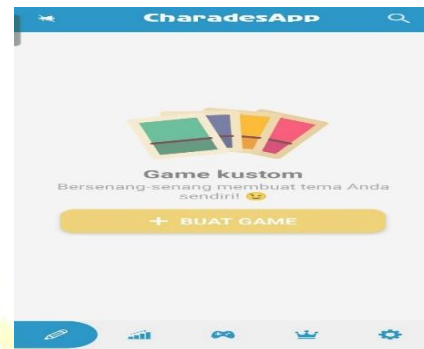 CharadesApp
Game kustom
Bersenang-senang membuat tema Anda
sendiri! 😉
+ BUAT GAME